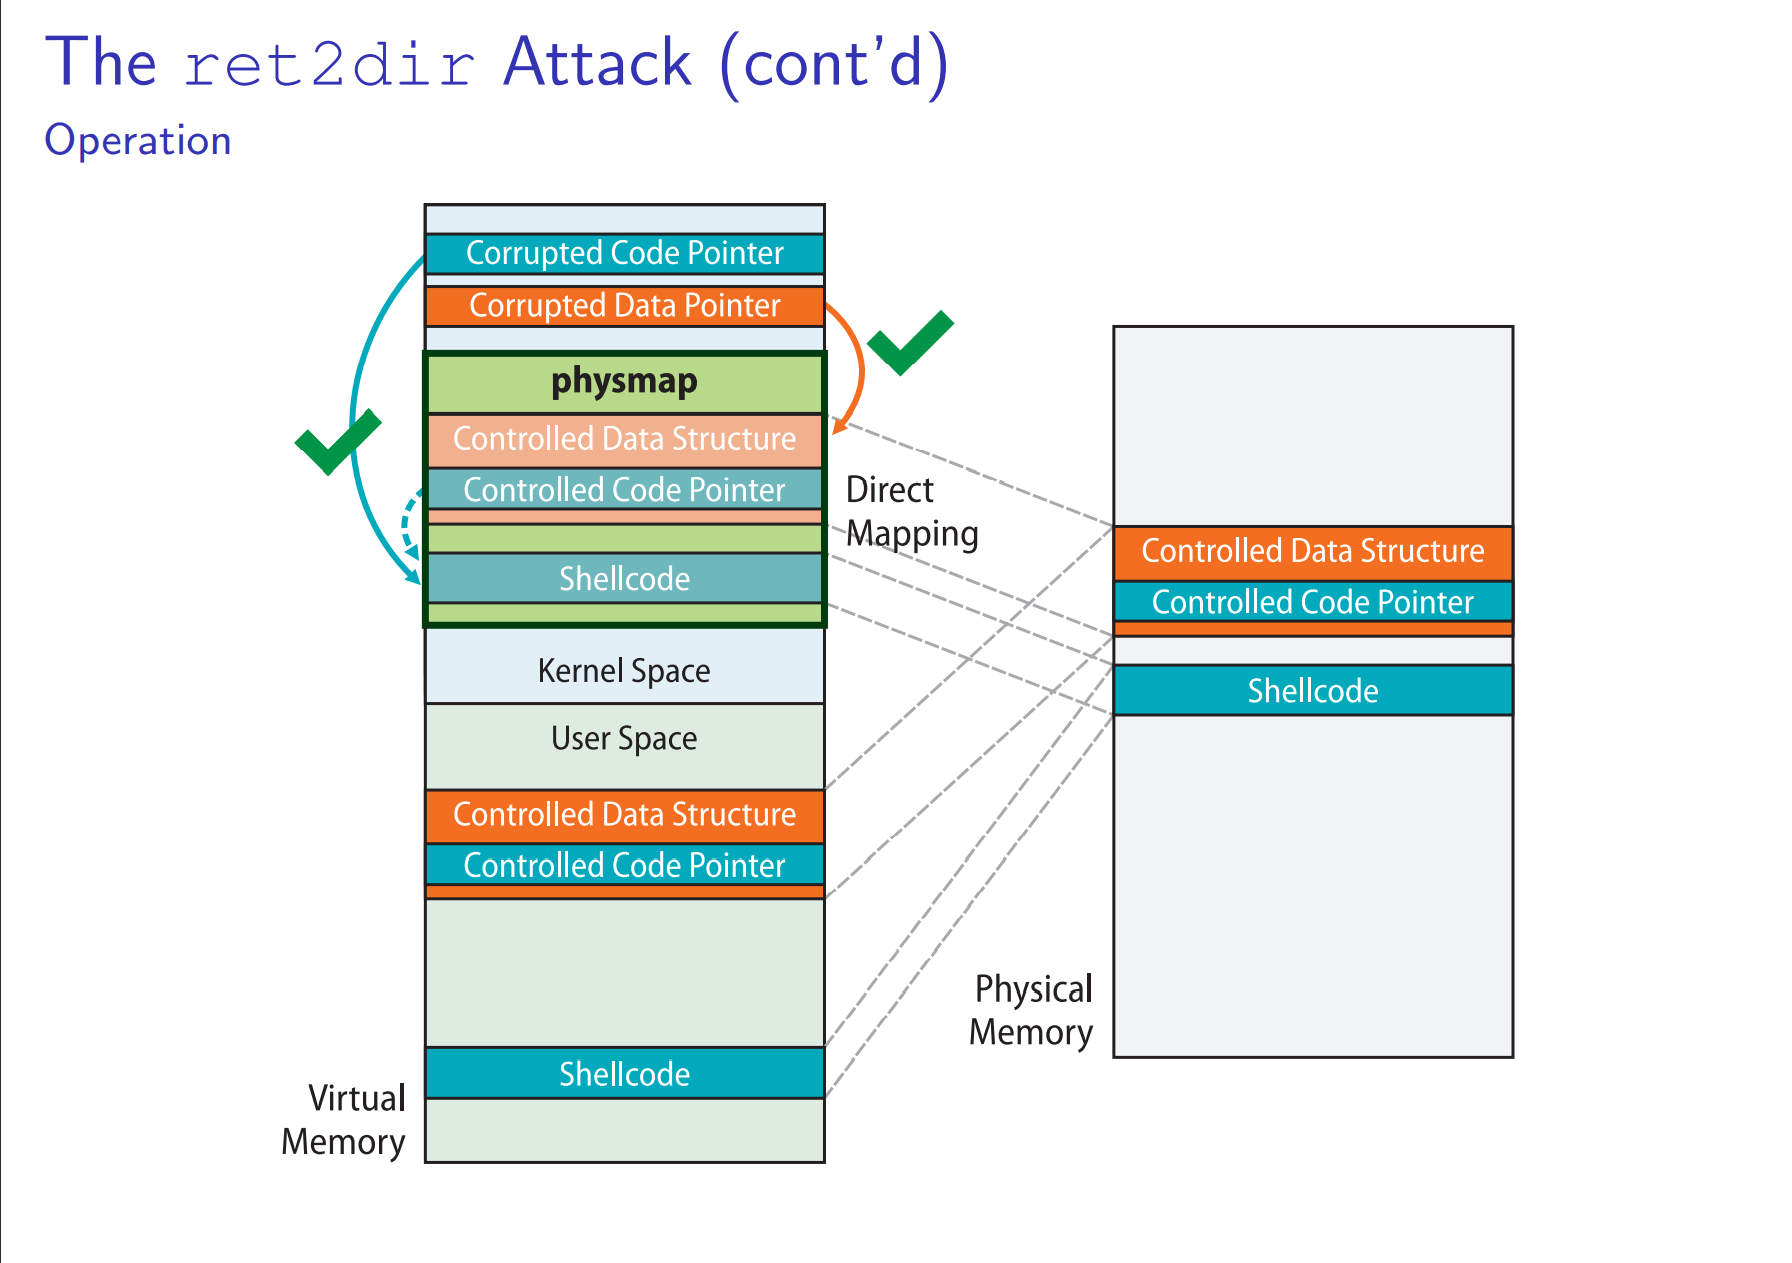 The ret2dir Attack (cont'd)
Operation
Corrupted Code Pointer
Corrupted Data Pointer
physmap
Controlled Data Structure
Controlled Code Pointer
Shellcode
Kernel Space
User Space
Controlled Data Structure
Controlled Code Pointer
Shellcode
Virtual
Memory
Direct
Mapping
Controlled Data Structure
Controlled Code Pointer
Shellcode
Physical
Memory